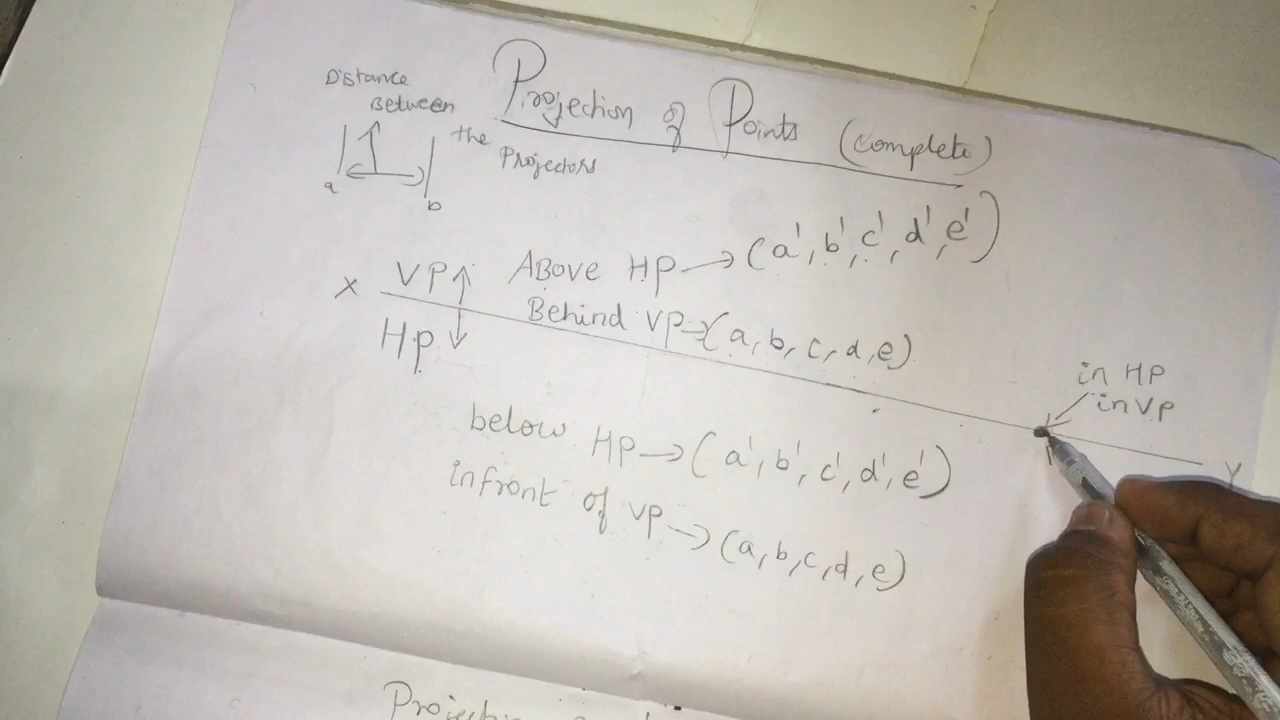 Projection of Points (Complete)
Distance
Between
the
Projectors
a
b
X
VP↑
Above HP → (a', b', c', d', e')
Behind VP → (a, b, c, d, e)
HP↓
in HP
in VP
Y
below HP → (a', b', c', d', e')
infront of VP → (a, b, c, d, e)